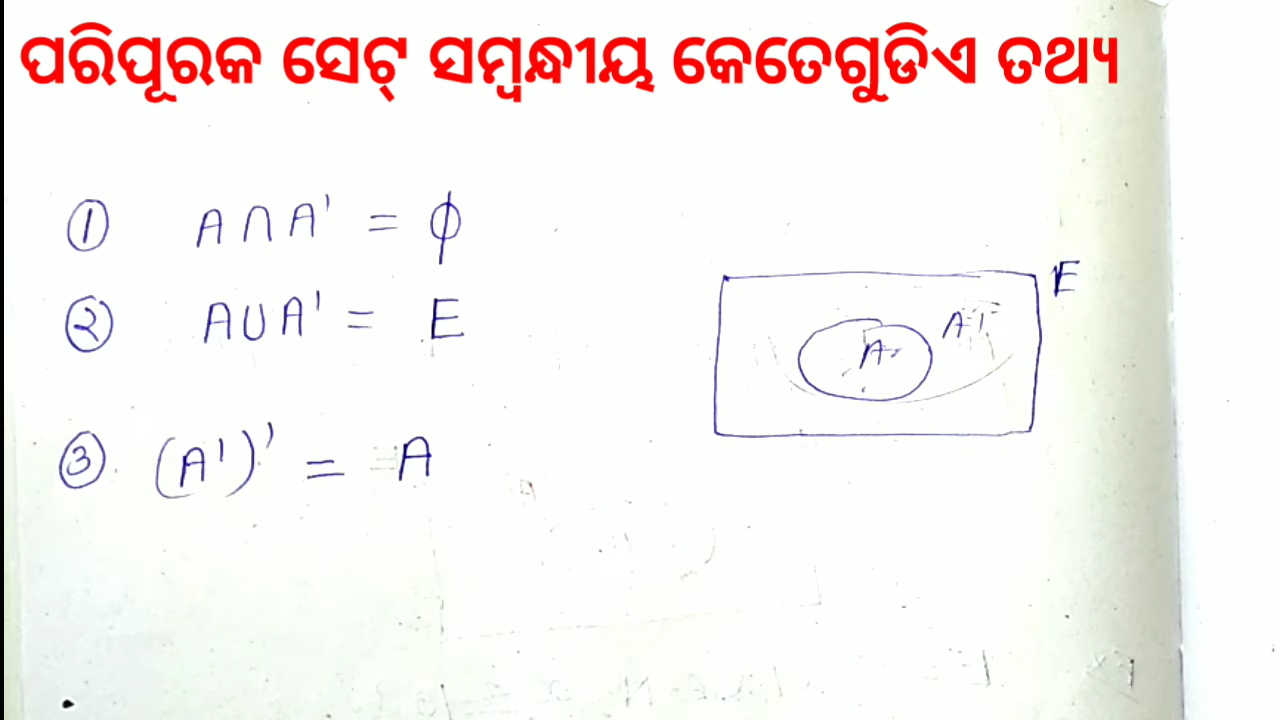 ପରିପୂରକ ସେଟ୍ ସମ୍ବନ୍ଧୀୟ କେତେଗୁଡିଏ ତଥ୍ୟ
① A∩A' = ϕ
② A∪A' = E
③ (A')' = A
E
A'
A